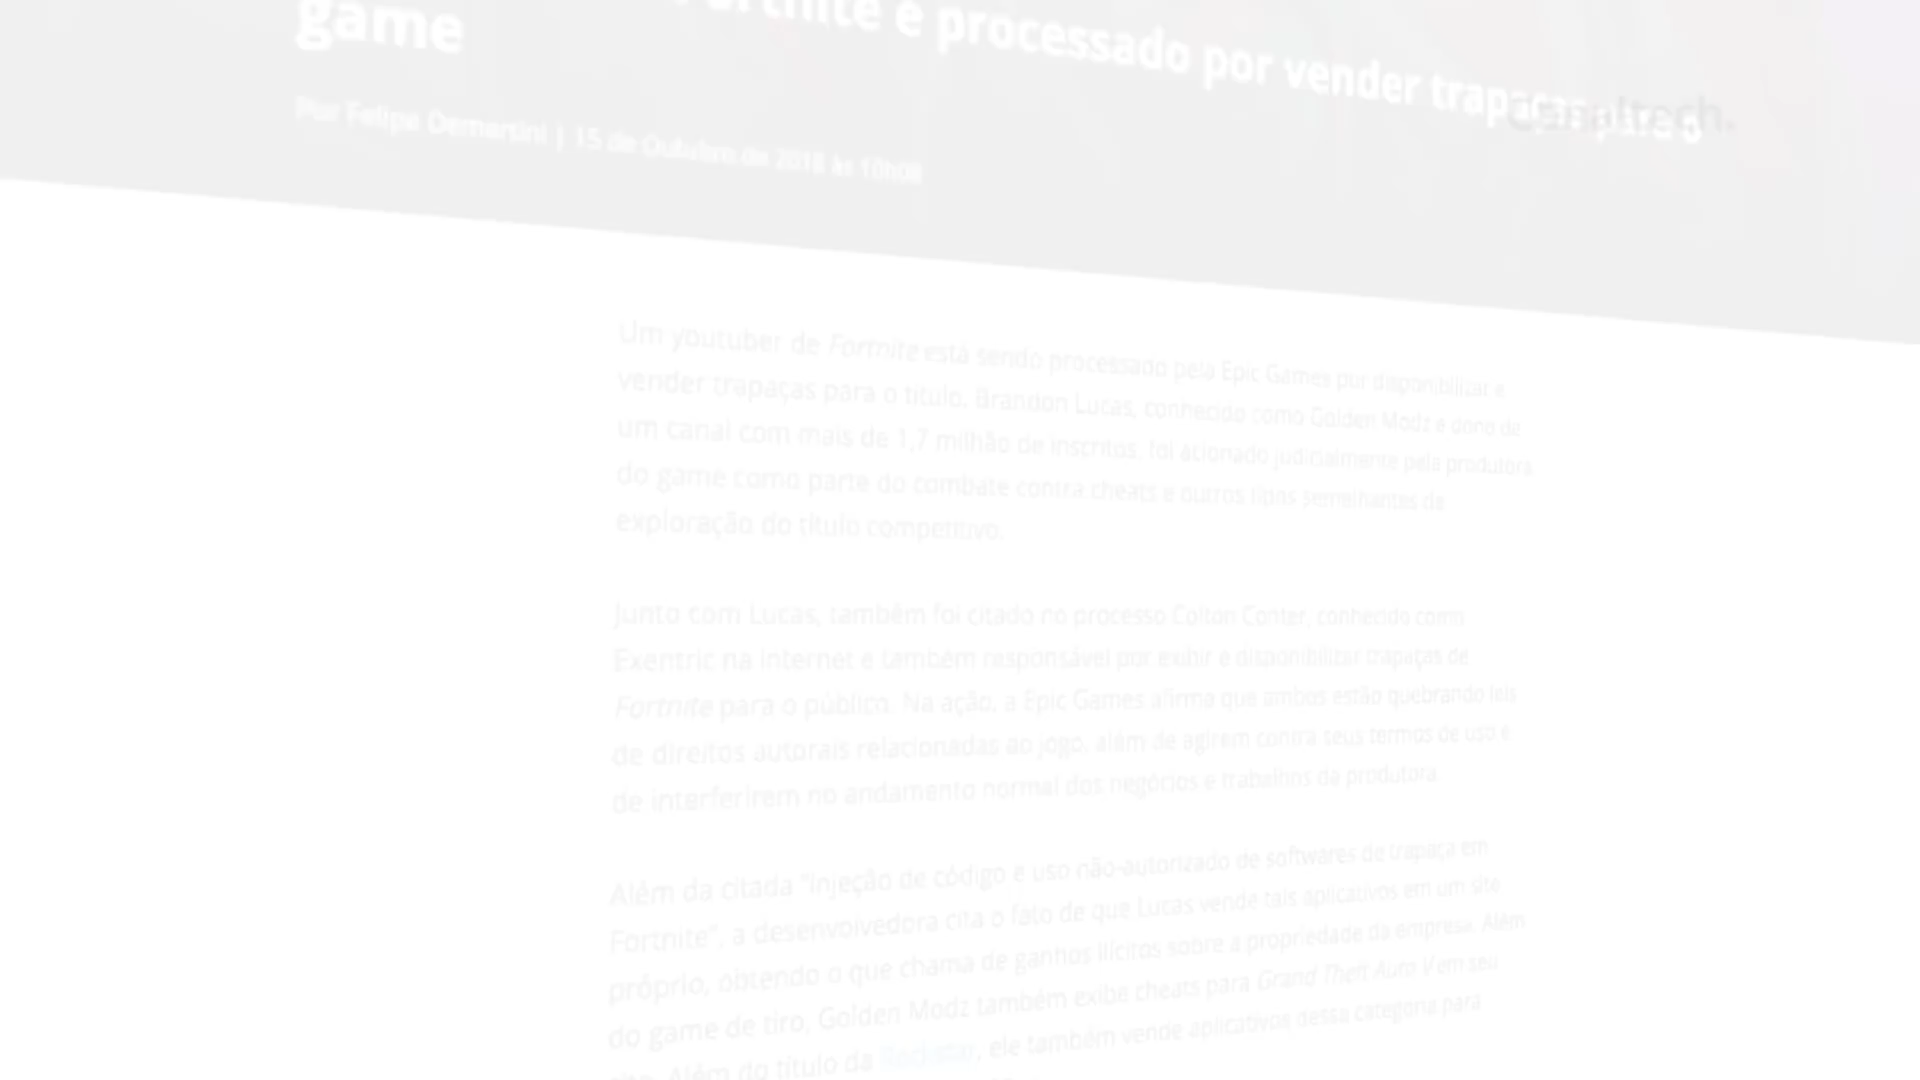 Fortnite é processado por vender trapaças para o
game
Canaltech.
Por Felipe Demartini | 15 de Outubro de 2018 às 10h08
Um youtuber de Fortnite está sendo processado pela Epic Games por disponibilizar e
vender trapaças para o título. Brandon Lucas, conhecido como Golden Modz e dono de
um canal com mais de 1,7 milhão de inscritos, foi acionado judicialmente pela produtora
do game como parte do combate contra cheats e outros tipos semelhantes de
exploração do título competitivo.
Junto com Lucas, também foi citado no processo Colton Conter, conhecido como
Exentric na internet e também responsável por exibir e disponibilizar trapaças de
Fortnite para o público. Na ação, a Epic Games afirma que ambos estão quebrando leis
de direitos autorais relacionadas ao jogo, além de agirem contra seus termos de uso e
de interferirem no andamento normal dos negócios e trabalhos da produtora
Além da citada "injeção de código e uso não-autorizado de softwares de trapaça em
Fortnite", a desenvolvedora cita o fato de que Lucas vende tais aplicativos em um site
próprio, obtendo o que chama de ganhos ilícitos sobre a propriedade da empresa. Além
do game de tiro, Golden Modz também exibe cheats para Grand Theft Auto V em seu
site. Além do título da Rockstar, ele também vende aplicativos dessa categoria para